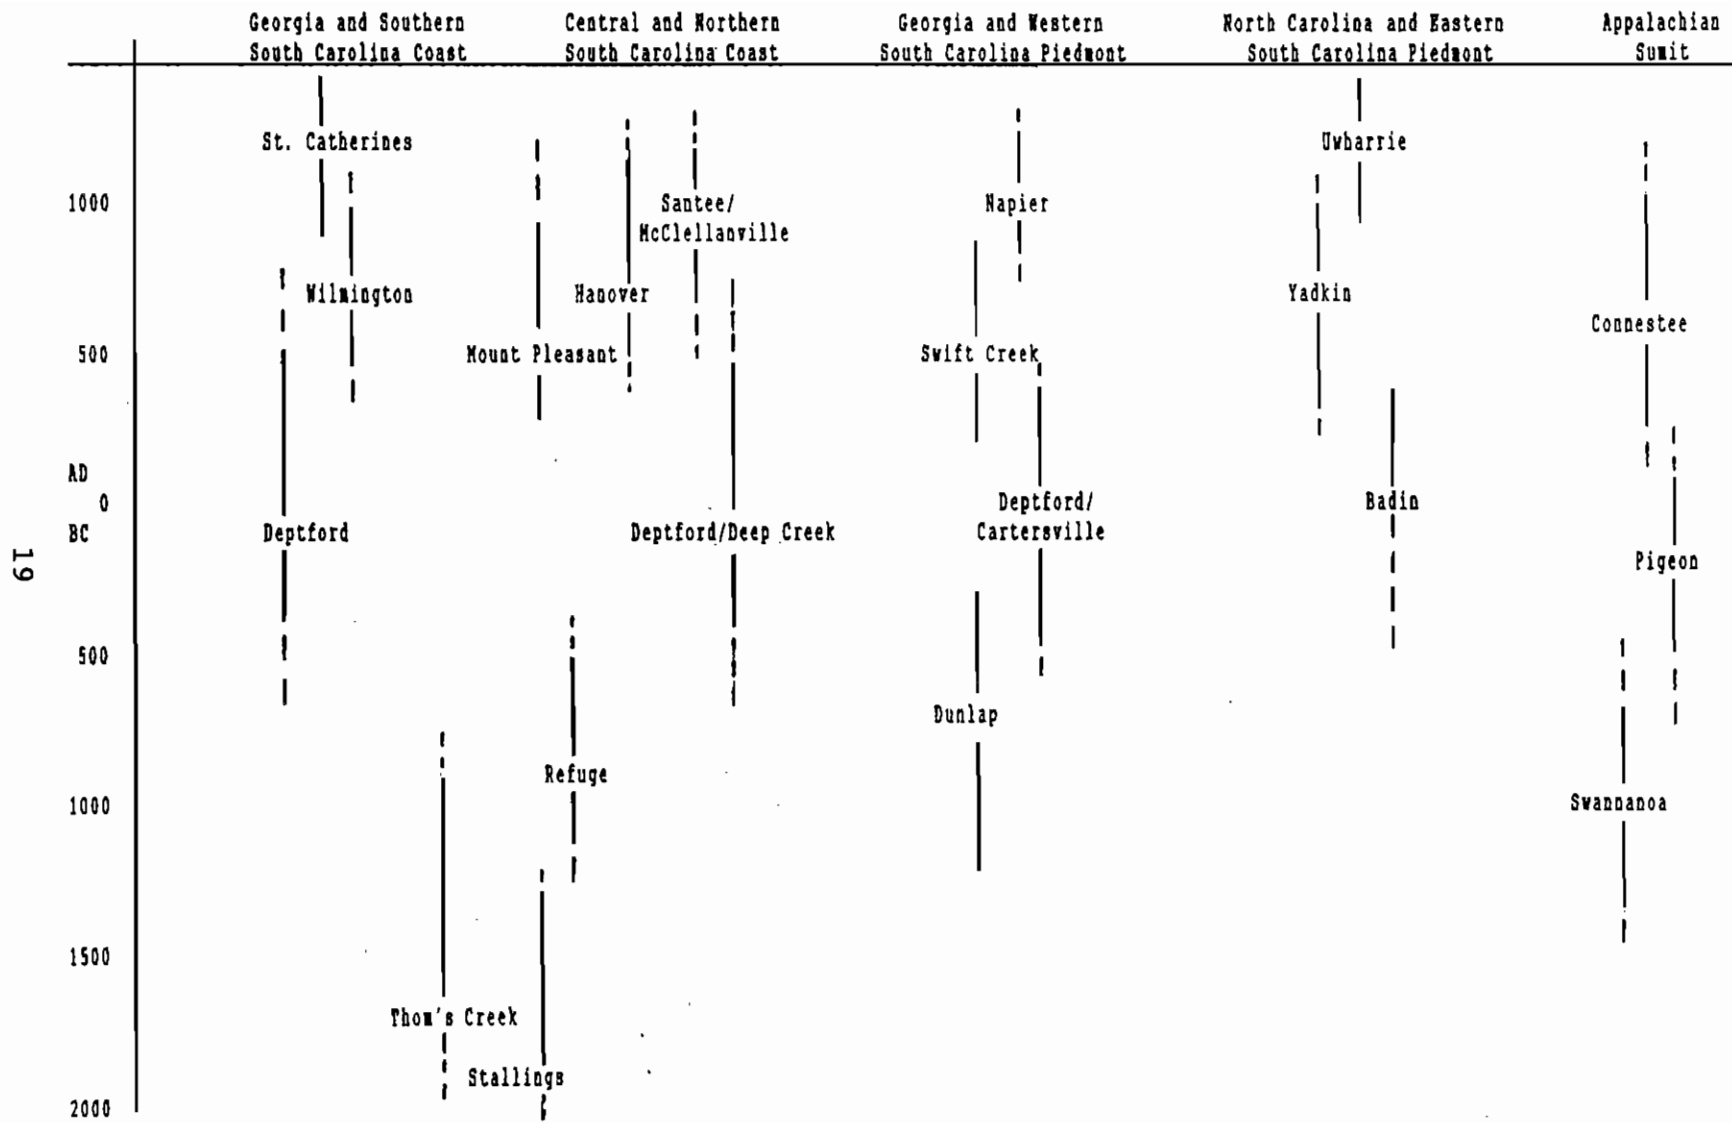 Georgia and Southern Central and Northern Georgia and Western North Carolina and Eastern Appalachian
South Carolina Coast South Carolina Coast South Carolina Piedmont South Carolina Piedmont Sumit
St. Catherines Uwharrie
1000 Santee/ Napier
McClellanville
Wilmington Hanover Yadkin
Connestee
500 Mount Pleasant Swift Creek
AD
0 Deptford/ Badin
BC Deptford Deptford/Deep Creek Cartersville
19
Pigeon
500
Dunlap
Refuge
1000 Swannanoa
1500
Thom's Creek
Stallings
2000